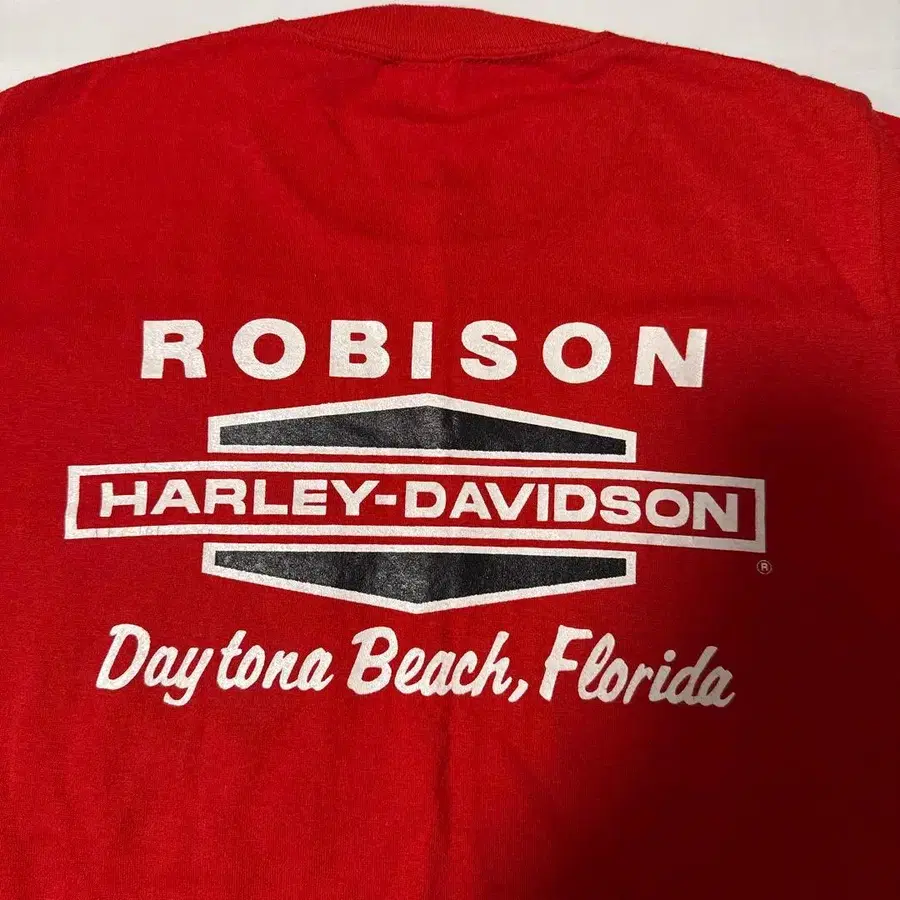 ROBISON
HARLEY-DAVIDSON
®
Daytona Beach, Florida